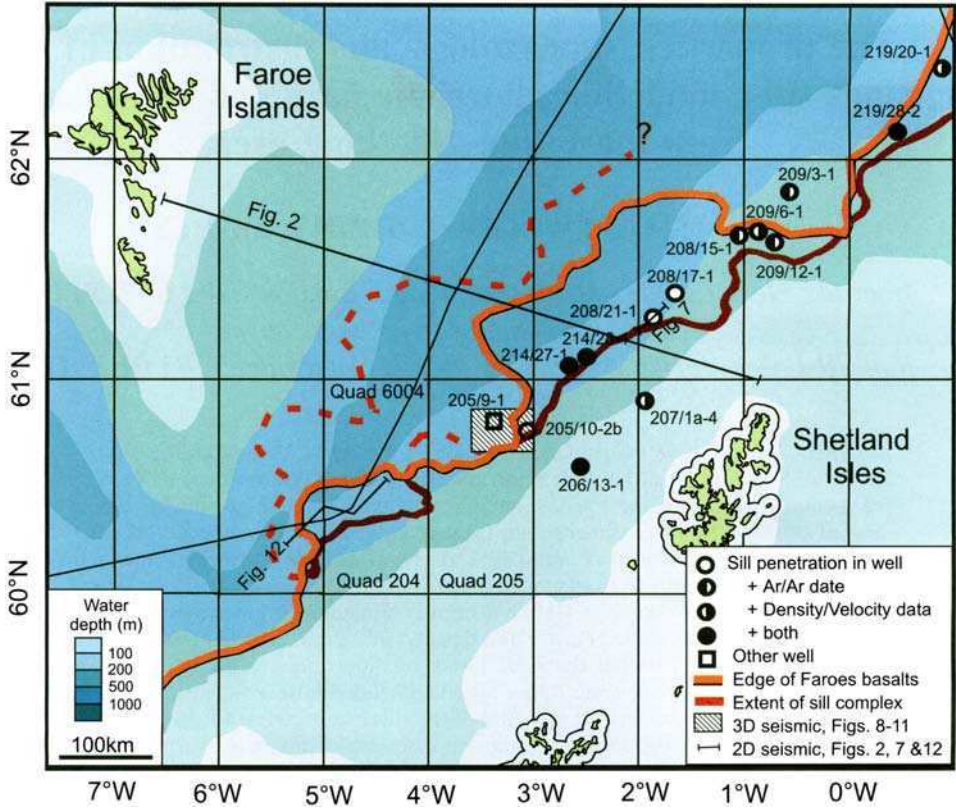 Faroe
Islands
219/20-1
219/28-2
62°N
?
209/3-1
Fig. 2
209/6-1
208/15-1
209/12-1
208/17-1
208/21-1
Fig. 7
214/28-1
214/27-1
61°N
Quad 6004
205/9-1
205/10-2b
207/1a-4
Shetland
Isles
206/13-1
Fig. 12
60°N
Quad 204
Quad 205
Water
depth (m)
100
200
500
1000
100km
Sill penetration in well
+ Ar/Ar date
+ Density/Velocity data
+ both
Other well
Edge of Faroes basalts
Extent of sill complex
3D seismic, Figs. 8-11
2D seismic, Figs. 2, 7 &12
7°W
6°W
5°W
4°W
3°W
2°W
1°W
0°W